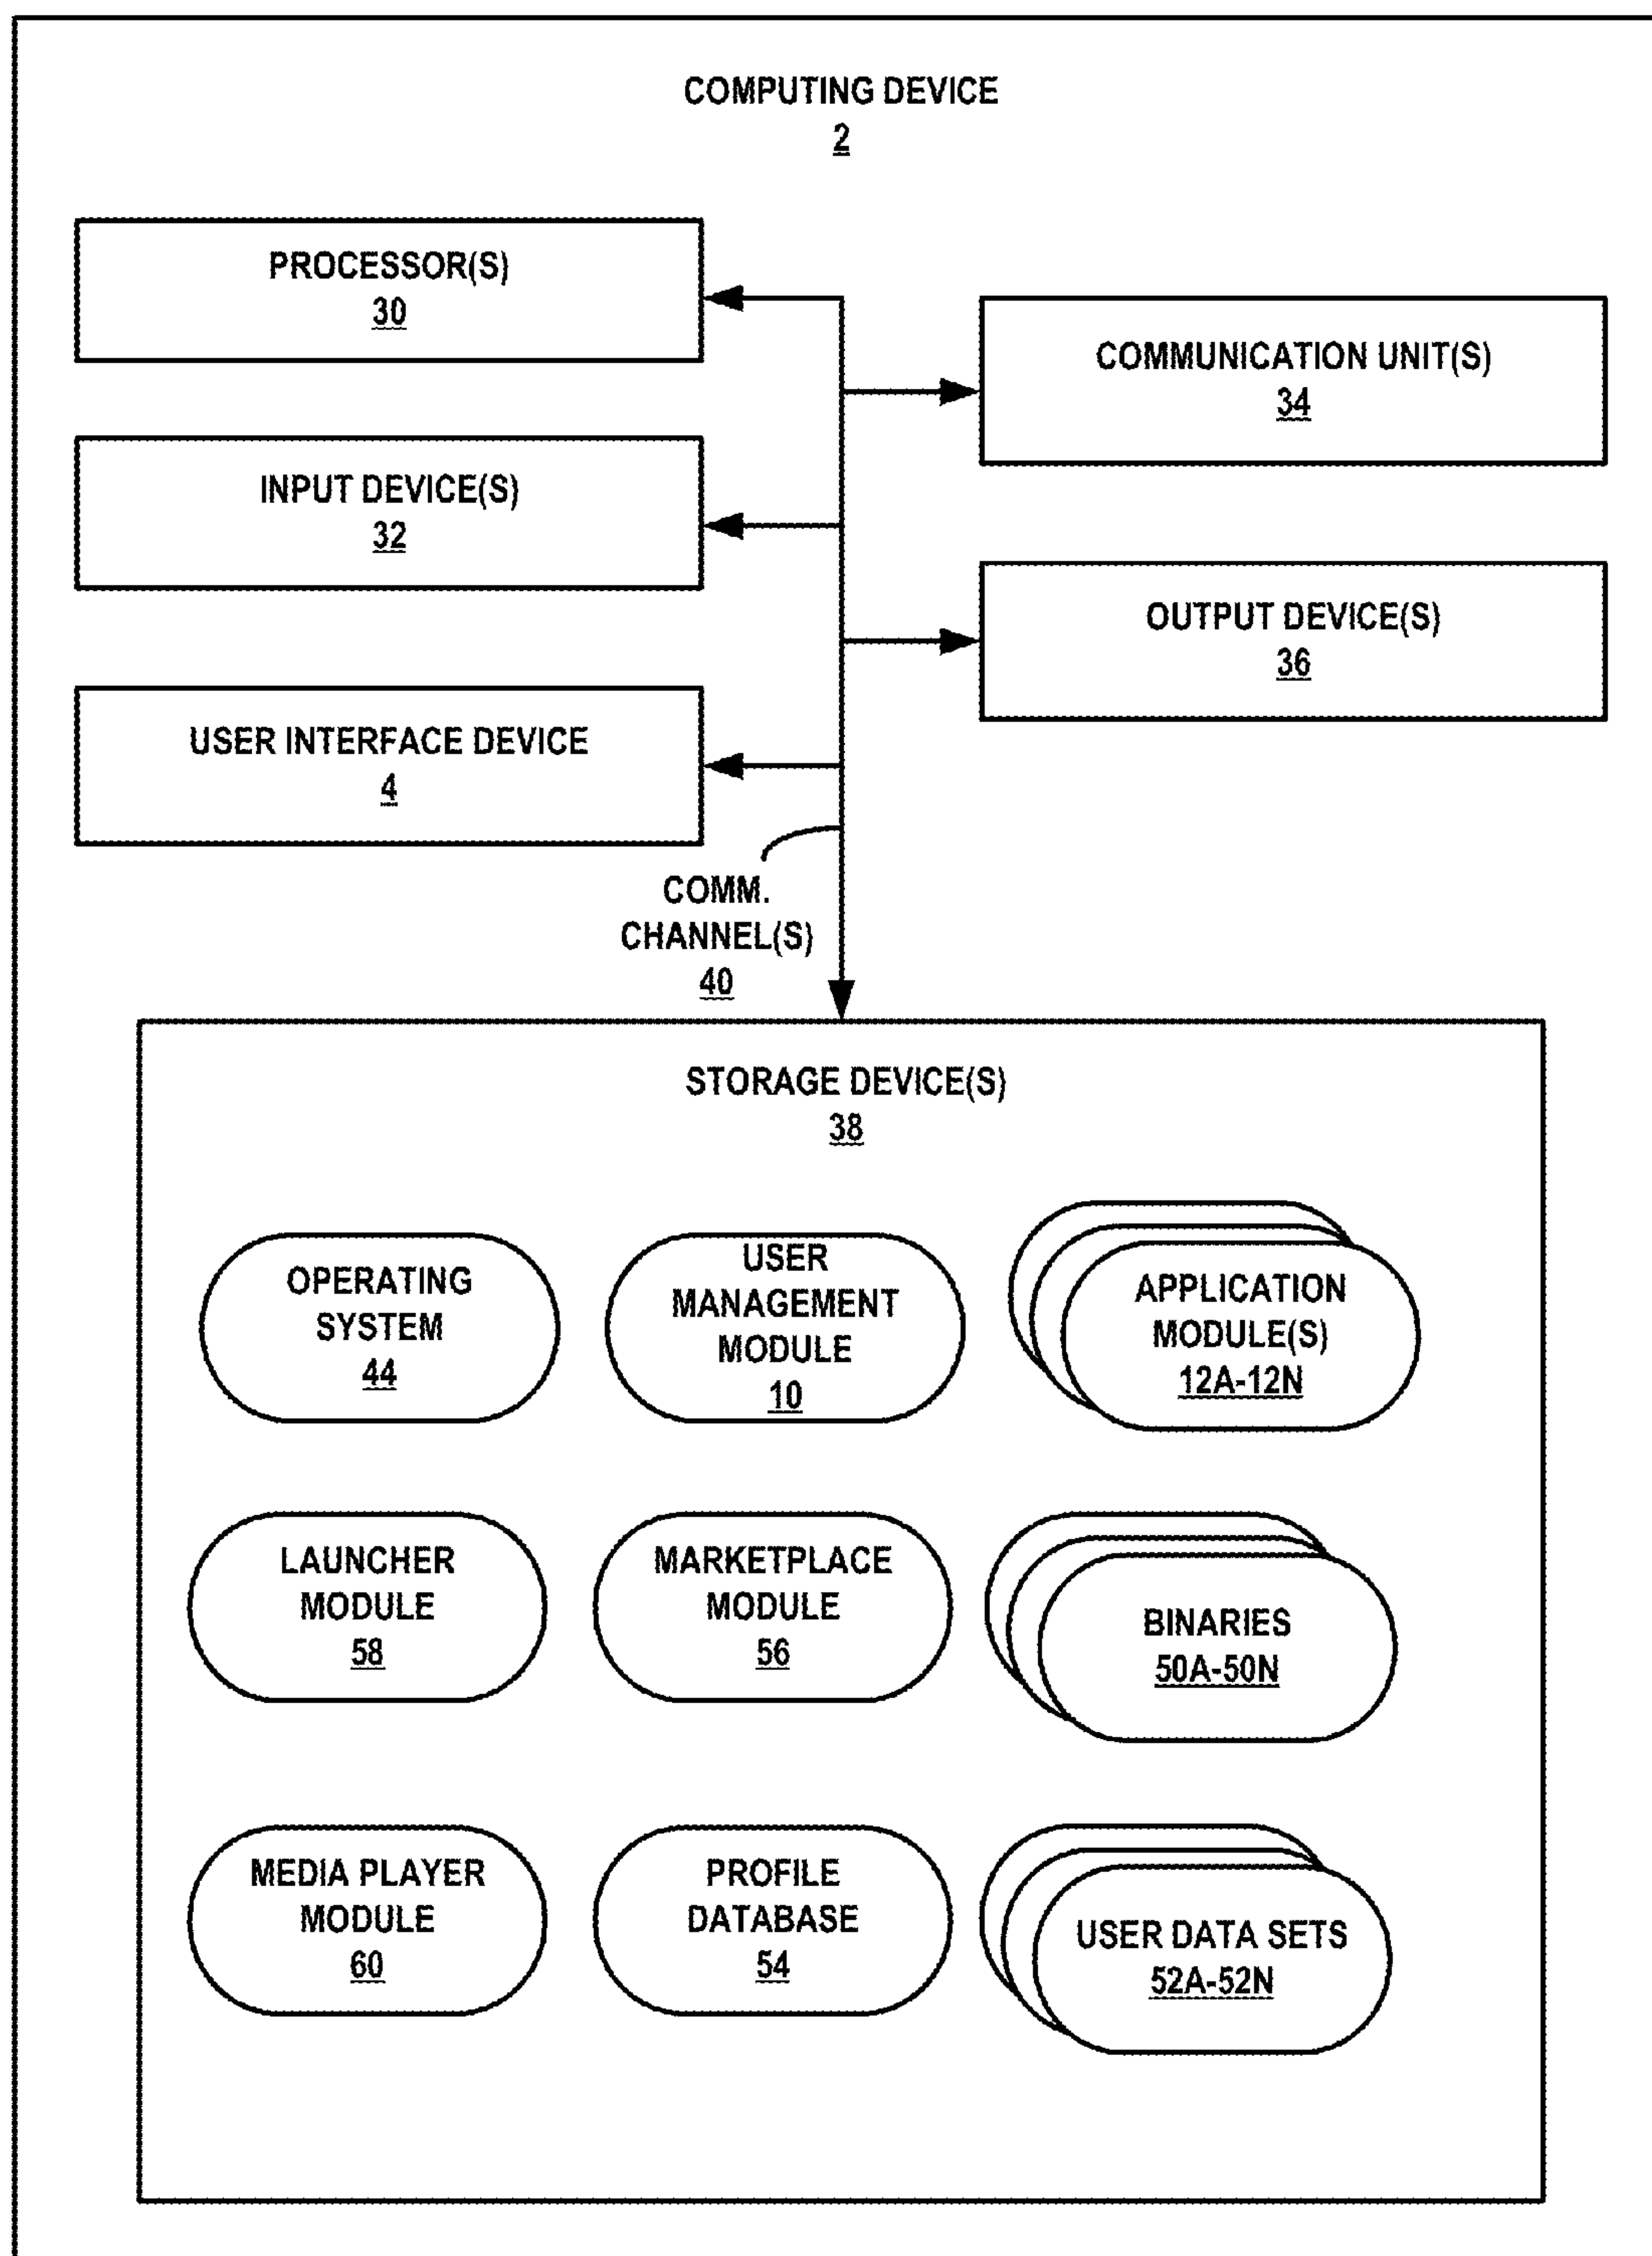 COMPUTING DEVICE
2
PROCESSOR(S)
30
COMMUNICATION UNIT(S)
34
INPUT DEVICE(S)
32
OUTPUT DEVICE(S)
36
USER INTERFACE DEVICE
4
COMM.
CHANNEL(S)
40
STORAGE DEVICE(S)
38
OPERATING
SYSTEM
44
USER
MANAGEMENT
MODULE
10
APPLICATION
MODULE(S)
12A-12N
LAUNCHER
MODULE
58
MARKETPLACE
MODULE
56
BINARIES
50A-50N
MEDIA PLAYER
MODULE
60
PROFILE
DATABASE
54
USER DATA SETS
52A-52N